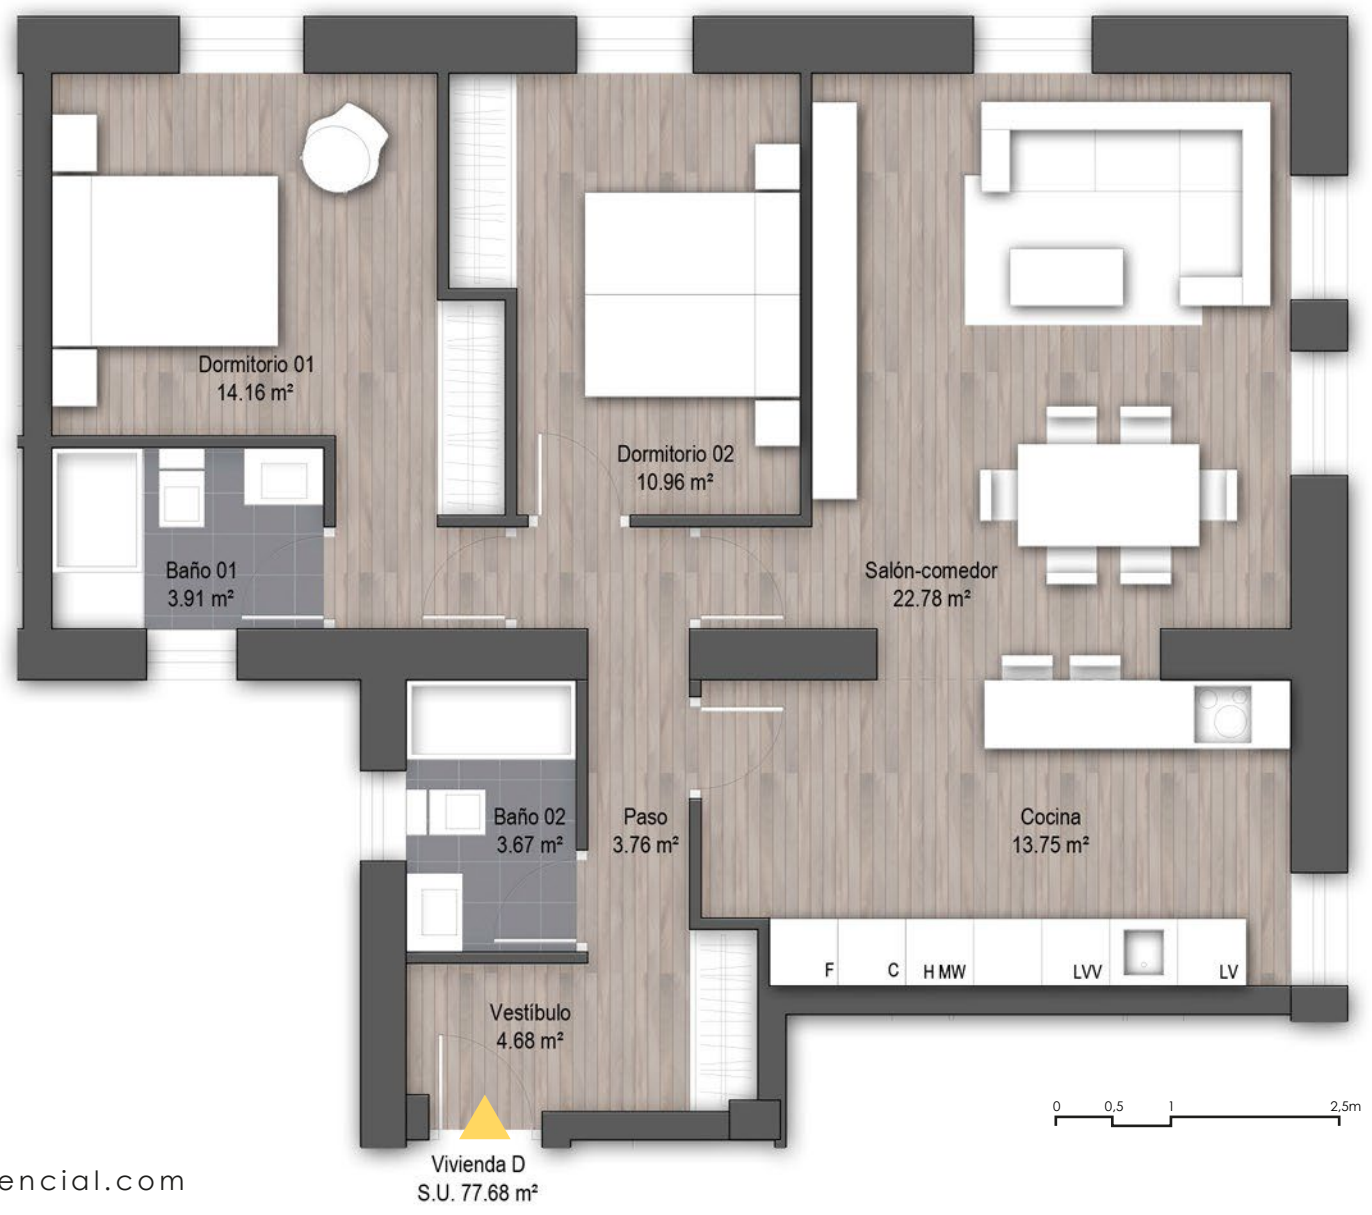 Dormitorio 01
14.16 m²
Dormitorio 02
10.96 m²
Baño 01
3.91 m²
Salón-comedor
22.78 m²
Baño 02
3.67 m²
Paso
3.76 m²
Cocina
13.75 m²
F C H MW LVV LV
Vestíbulo
4.68 m²
0 0,5 1 2,5m
Vivienda D
S.U. 77.68 m²
encial.com